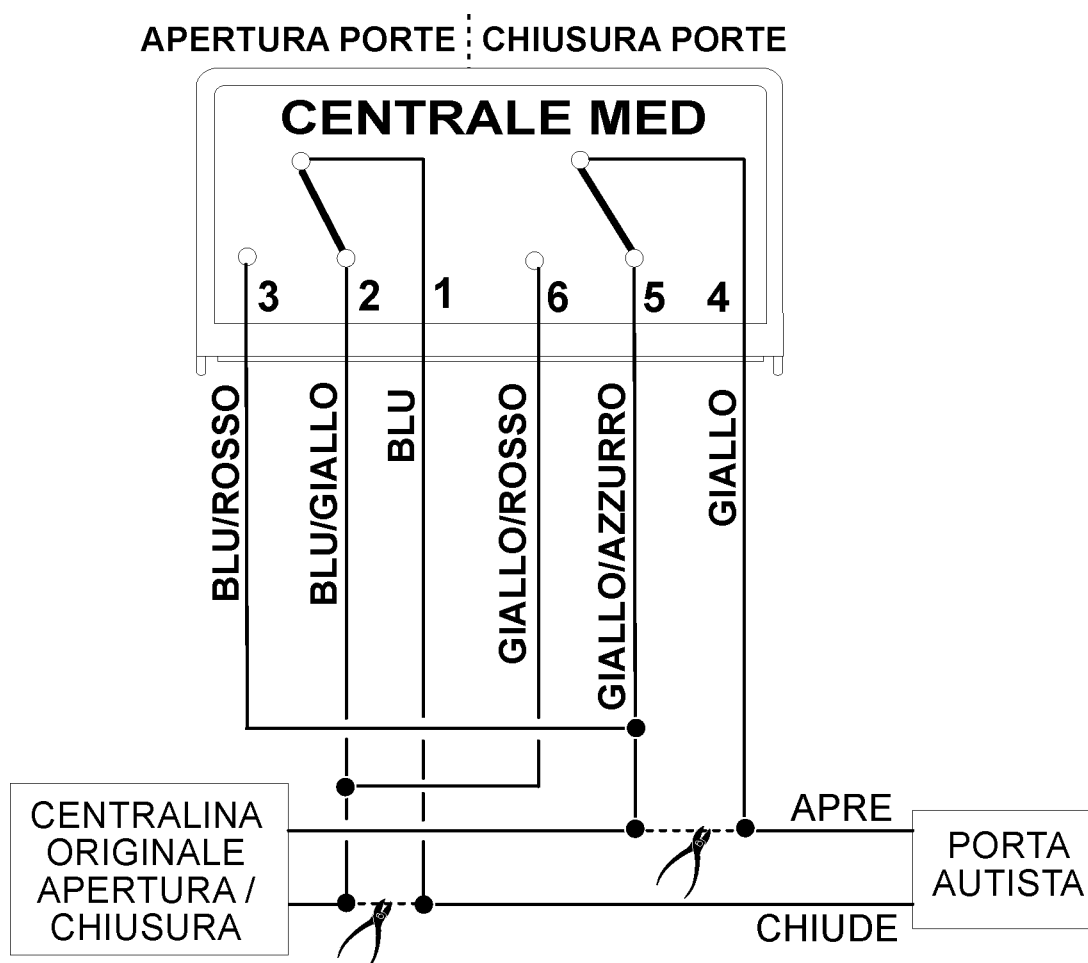 APERTURA PORTE CHIUSURA PORTE
CENTRALE MED
3 2 1 6 5 4
BLU/ROSSO
BLU/GIALLO
BLU
GIALLO/ROSSO
GIALLO/AZZURRO
GIALLO
CENTRALINA
ORIGINALE
APERTURA /
CHIUSURA
APRE
CHIUDE
PORTA
AUTISTA